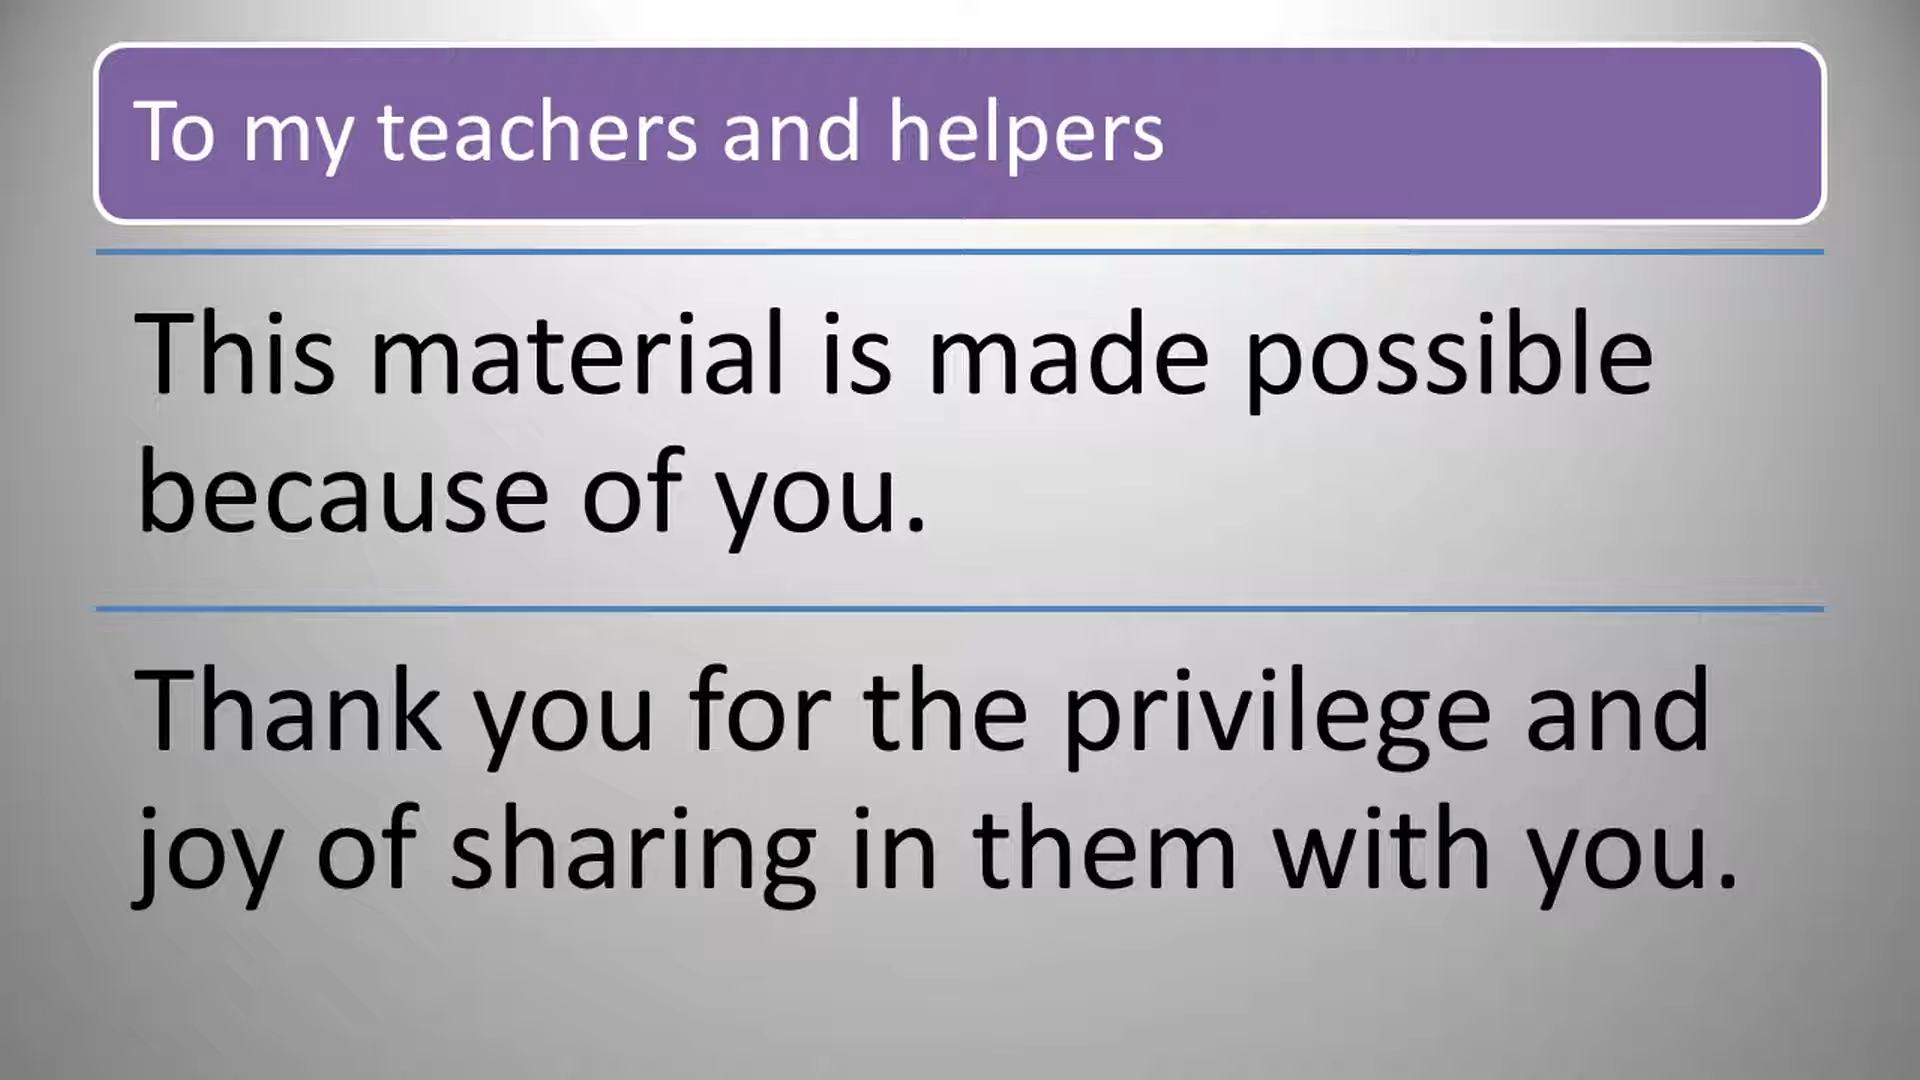 To my teachers and helpers
This material is made possible
because of you.
Thank you for the privilege and
joy of sharing in them with you.